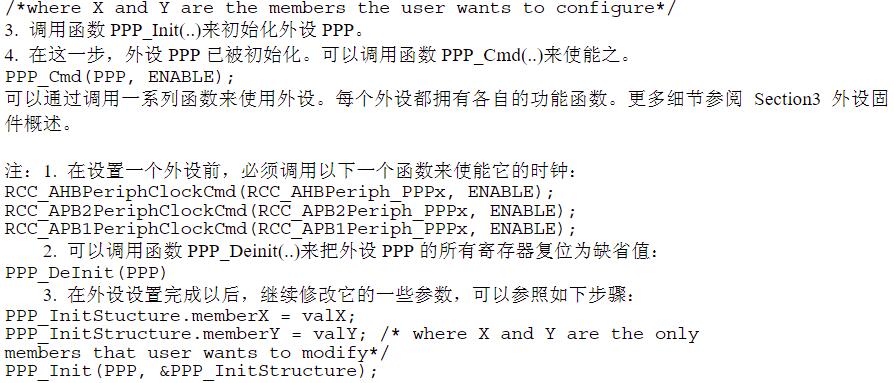 /*where X and Y are the members the user wants to configure*/
3. 调用函数 PPP_Init(..)来初始化外设 PPP。
4. 在这一步，外设 PPP 已被初始化。可以调用函数 PPP_Cmd(..)来使能之。
PPP_Cmd(PPP, ENABLE);
可以通过调用一系列函数来使用外设。每个外设都拥有各自的功能函数。更多细节参阅 Section3 外设固
件概述。
注：1. 在设置一个外设前，必须调用以下一个函数来使能它的时钟：
RCC_AHBPeriphClockCmd(RCC_AHBPeriph_PPPx, ENABLE);
RCC_APB2PeriphClockCmd(RCC_APB2Periph_PPPx, ENABLE);
RCC_APB1PeriphClockCmd(RCC_APB1Periph_PPPx, ENABLE);
2. 可以调用函数 PPP_Deinit(..)来把外设 PPP 的所有寄存器复位为缺省值：
PPP_DeInit(PPP)
3. 在外设设置完成以后，继续修改它的一些参数，可以参照如下步骤：
PPP_InitStucture.memberX = valX;
PPP_InitStructure.memberY = valY; /* where X and Y are the only
members that user wants to modify*/
PPP_Init(PPP, &PPP_InitStructure);